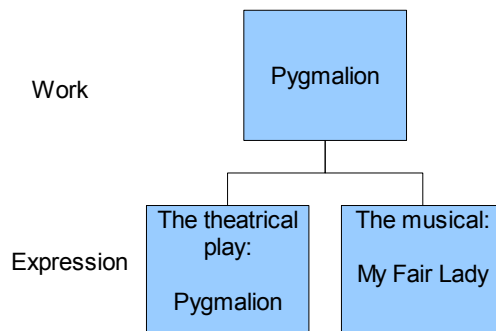 Work
Pygmalion
Expression
The theatrical
play:
Pygmalion
The musical:
My Fair Lady